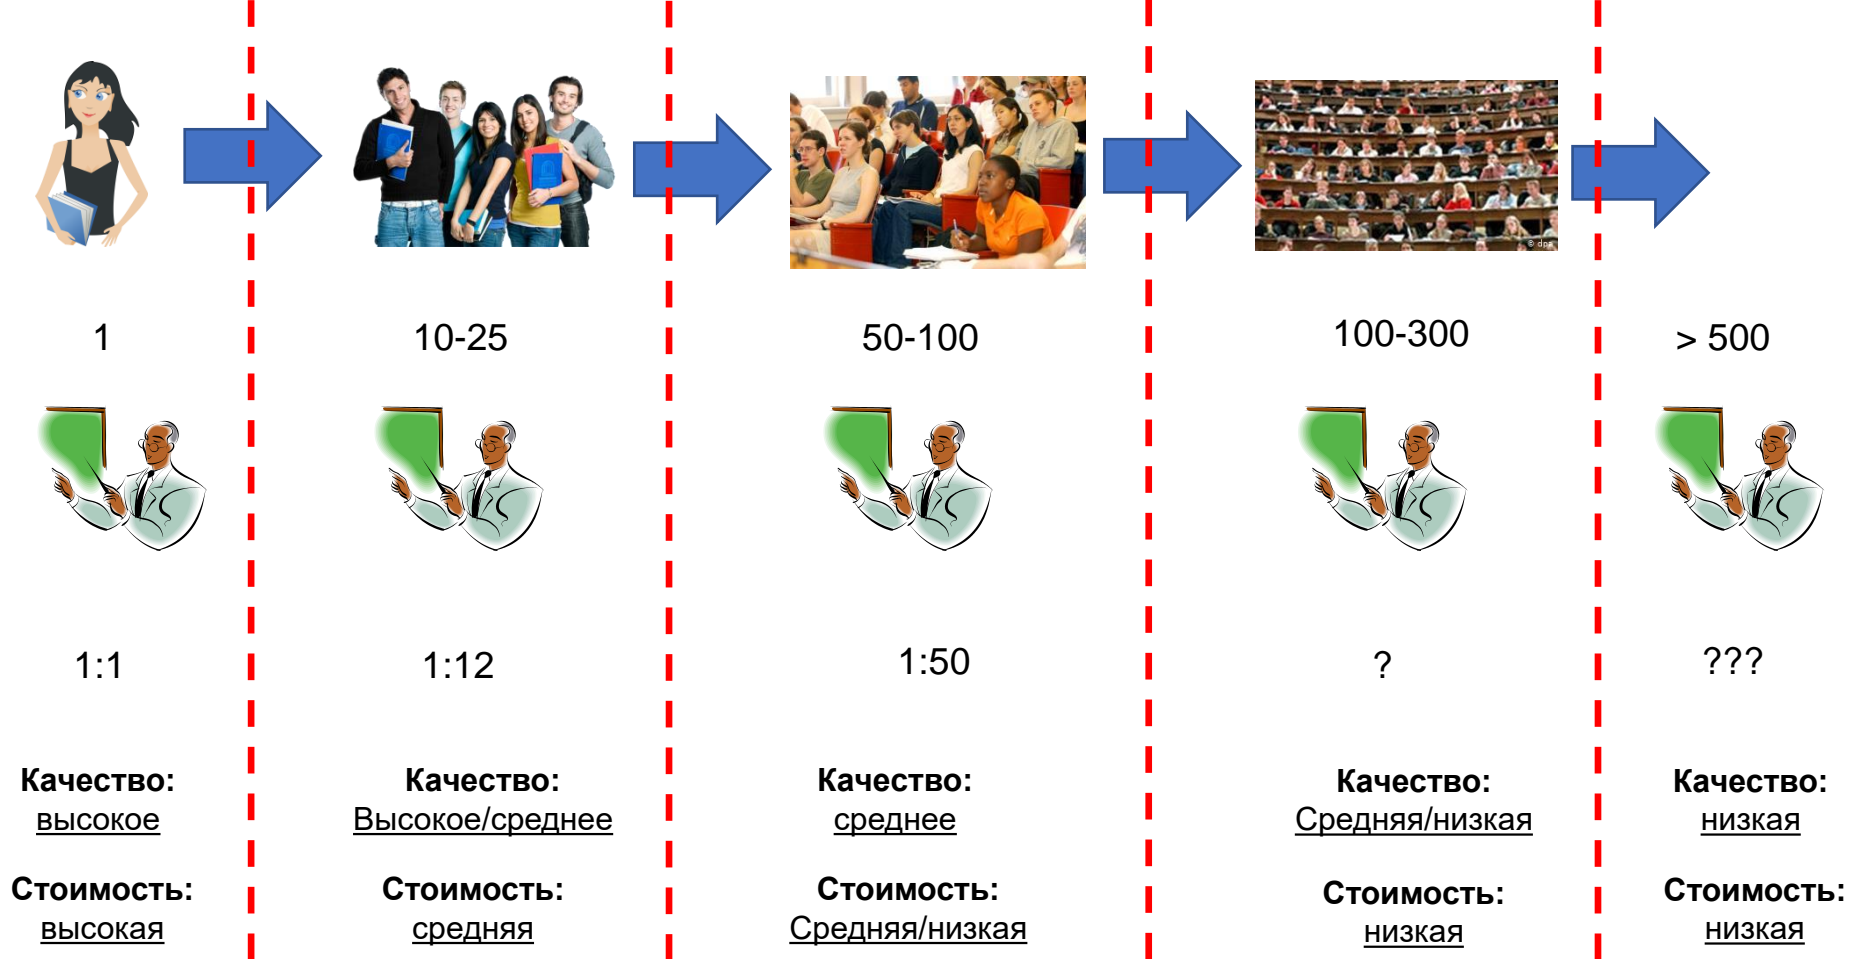 © dpa
1
10-25
50-100
100-300
> 500
1:1
1:12
1:50
?
???
Качество:
высокое
Качество:
Высокое/среднее
Качество:
среднее
Качество:
Средняя/низкая
Качество:
низкая
Стоимость:
высокая
Стоимость:
средняя
Стоимость:
Средняя/низкая
Стоимость:
низкая
Стоимость:
низкая